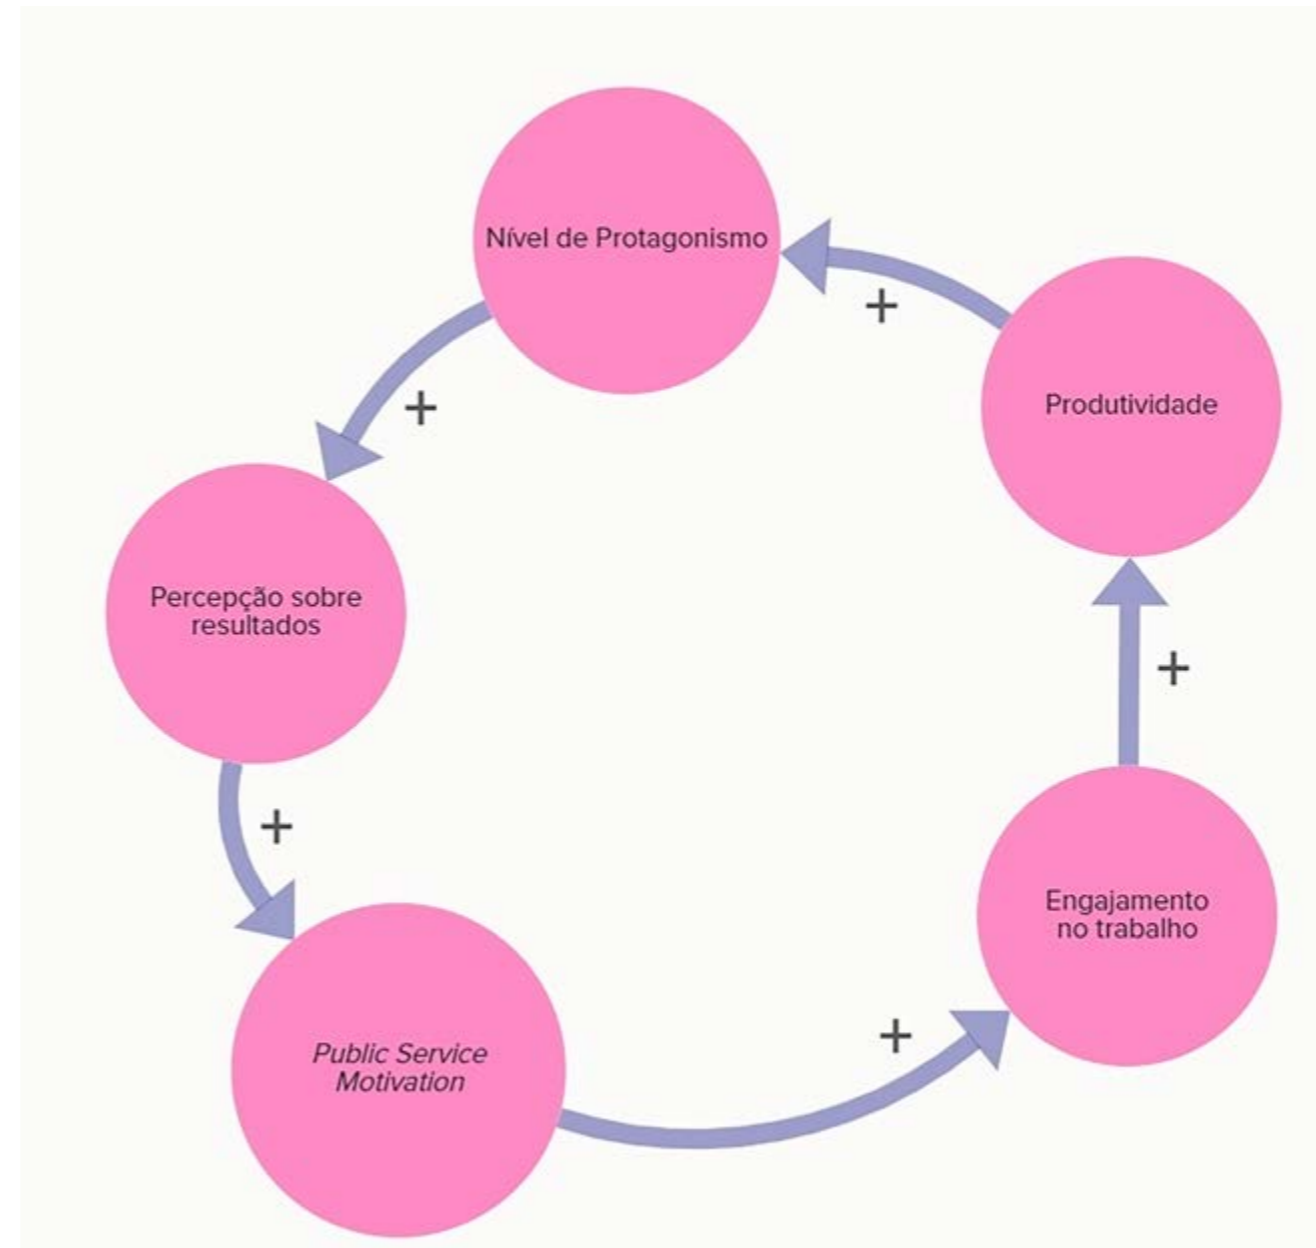 Nível de Protagonismo
+
Produtividade
+
Percepção sobre
resultados
+
+
Engajamento
no trabalho
+
Public Service
Motivation